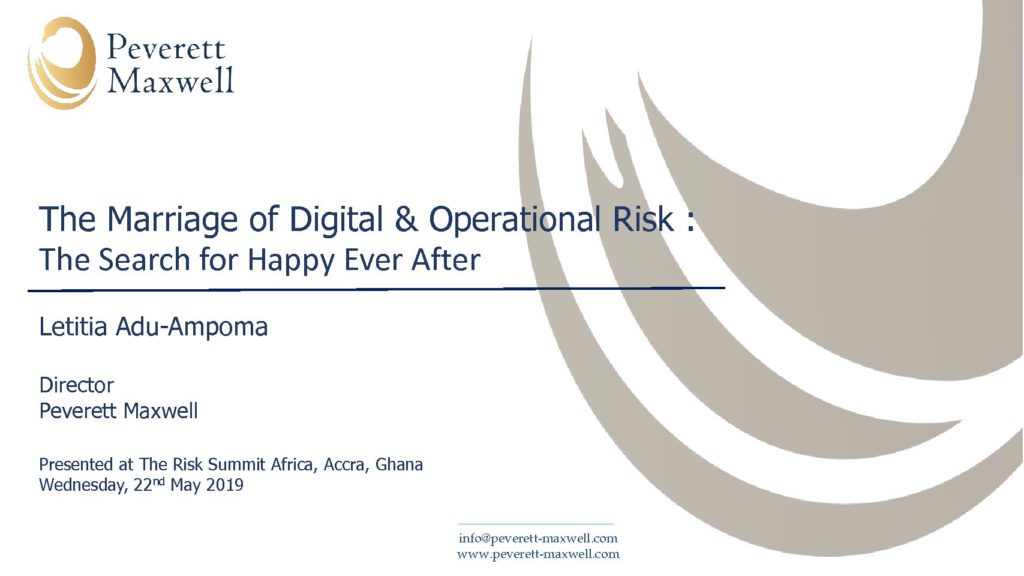 Peverett
Maxwell
The Marriage of Digital & Operational Risk :
The Search for Happy Ever After
Letitia Adu-Ampoma
Director
Peverett Maxwell
Presented at The Risk Summit Africa, Accra, Ghana
Wednesday, 22nd May 2019
info@peverett-maxwell.com
www.peverett-maxwell.com